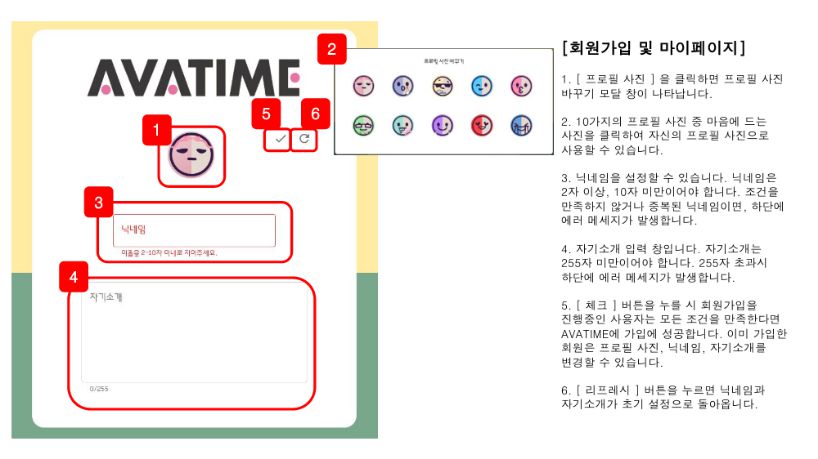 AVATIME
1
2
프로필 사진 바꾸기
5
6
3
닉네임
이름을 2-10자 이내로 지어주세요.
4
자기소개
0/255
[회원가입 및 마이페이지]
1. [ 프로필 사진 ] 을 클릭하면 프로필 사진
바꾸기 모달 창이 나타납니다.
2. 10가지의 프로필 사진 중 마음에 드는
사진을 클릭하여 자신의 프로필 사진으로
사용할 수 있습니다.
3. 닉네임을 설정할 수 있습니다. 닉네임은
2자 이상, 10자 미만이어야 합니다. 조건을
만족하지 않거나 중복된 닉네임이면, 하단에
에러 메세지가 발생합니다.
4. 자기소개 입력 창입니다. 자기소개는
255자 미만이어야 합니다. 255자 초과시
하단에 에러 메세지가 발생합니다.
5. [ 체크 ] 버튼을 누를 시 회원가입을
진행중인 사용자는 모든 조건을 만족한다면
AVATIME에 가입에 성공합니다. 이미 가입한
회원은 프로필 사진, 닉네임, 자기소개를
변경할 수 있습니다.
6. [ 리프레시 ] 버튼을 누르면 닉네임과
자기소개가 초기 설정으로 돌아옵니다.